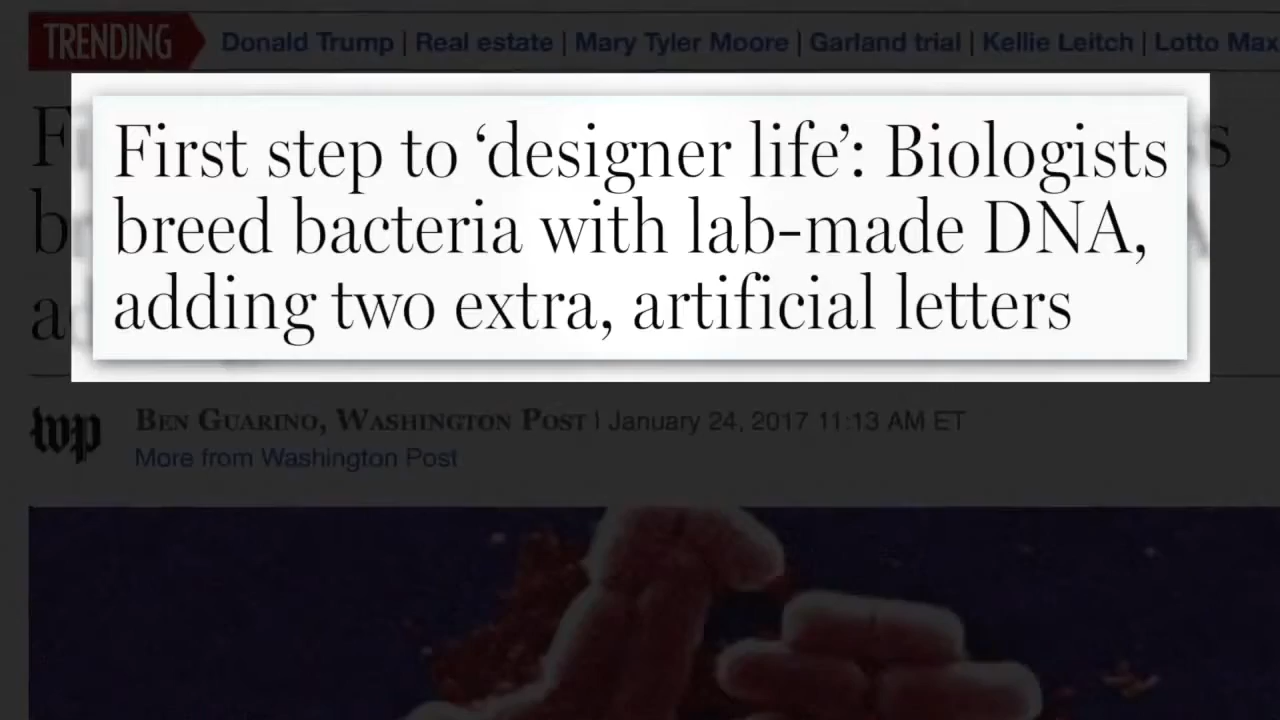 TRENDING Donald Trump | Real estate | Mary Tyler Moore | Garland trial | Kellie Leitch | Lotto Max
First step to ‘designer life’: Biologists
breed bacteria with lab-made DNA,
adding two extra, artificial letters
wp BEN GUARINO, WASHINGTON POST | January 24, 2017 11:13 AM ET
More from Washington Post